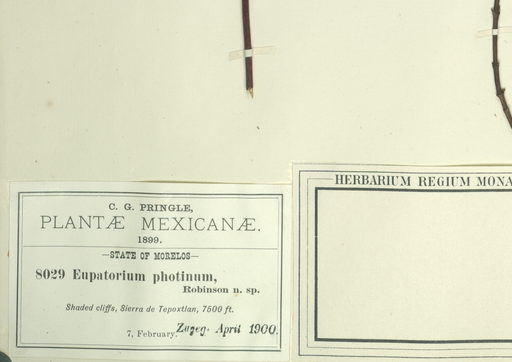 C. G. PRINGLE,
PLANTÆ MEXICANÆ.
1899.
—STATE OF MORELOS—
8029 Eupatorium photinum,
Robinson n. sp.
Shaded cliffs, Sierra de Tepoxtlan, 7500 ft.
7, February. Zugeg. April 1900.
HERBARIUM REGIUM MONA